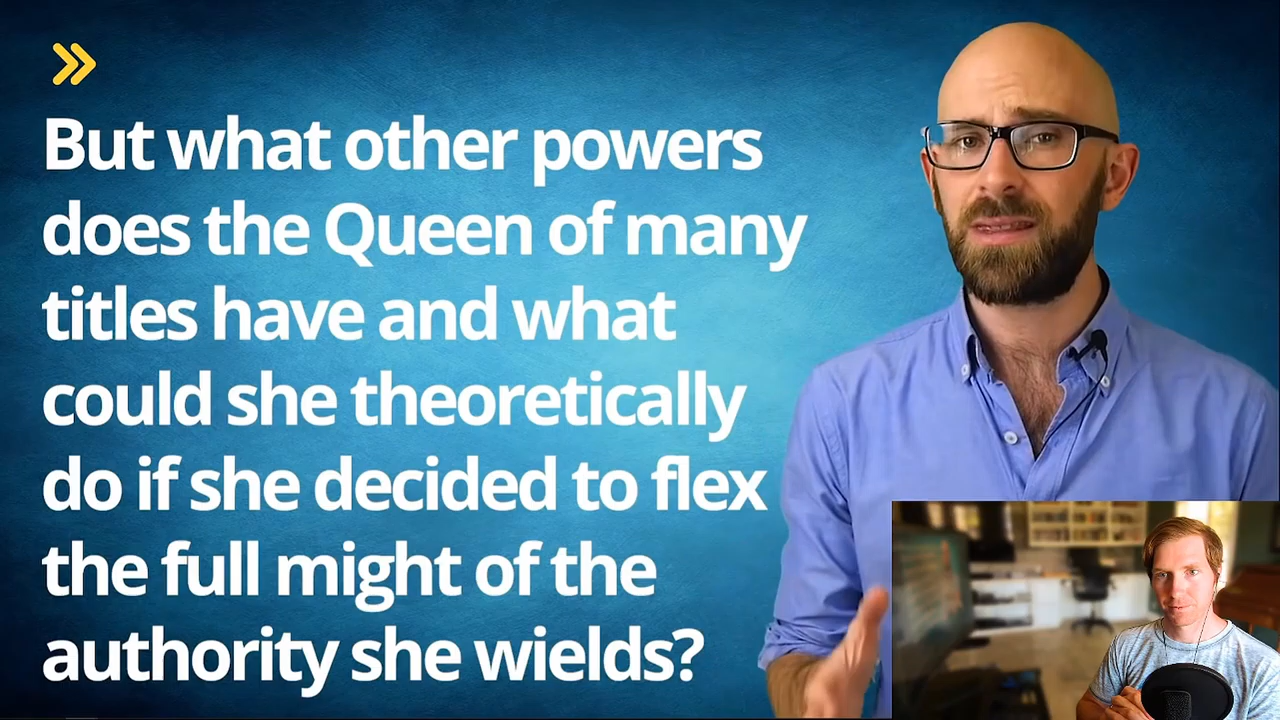 But what other powers
does the Queen of many
titles have and what
could she theoretically
do if she decided to flex
the full might of the
authority she wields?